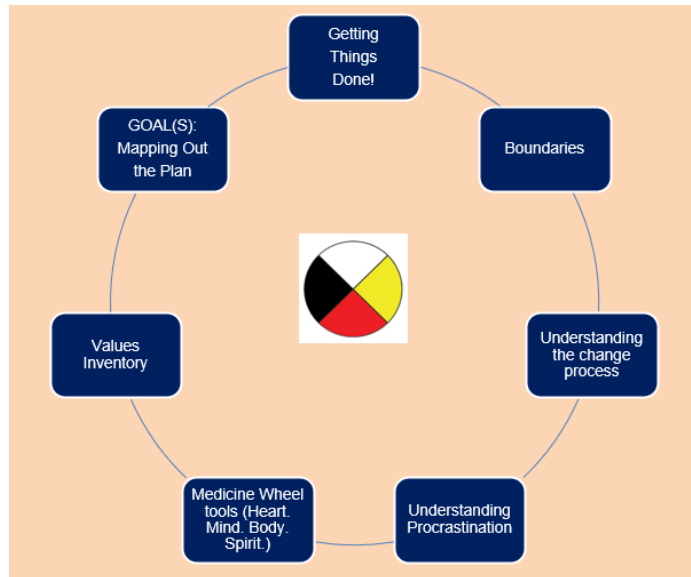 Getting
Things
Done!
Boundaries
Understanding
the change
process
Understanding
Procrastination
Medicine Wheel
tools (Heart.
Mind. Body.
Spirit.)
Values
Inventory
GOAL(S):
Mapping Out
the Plan